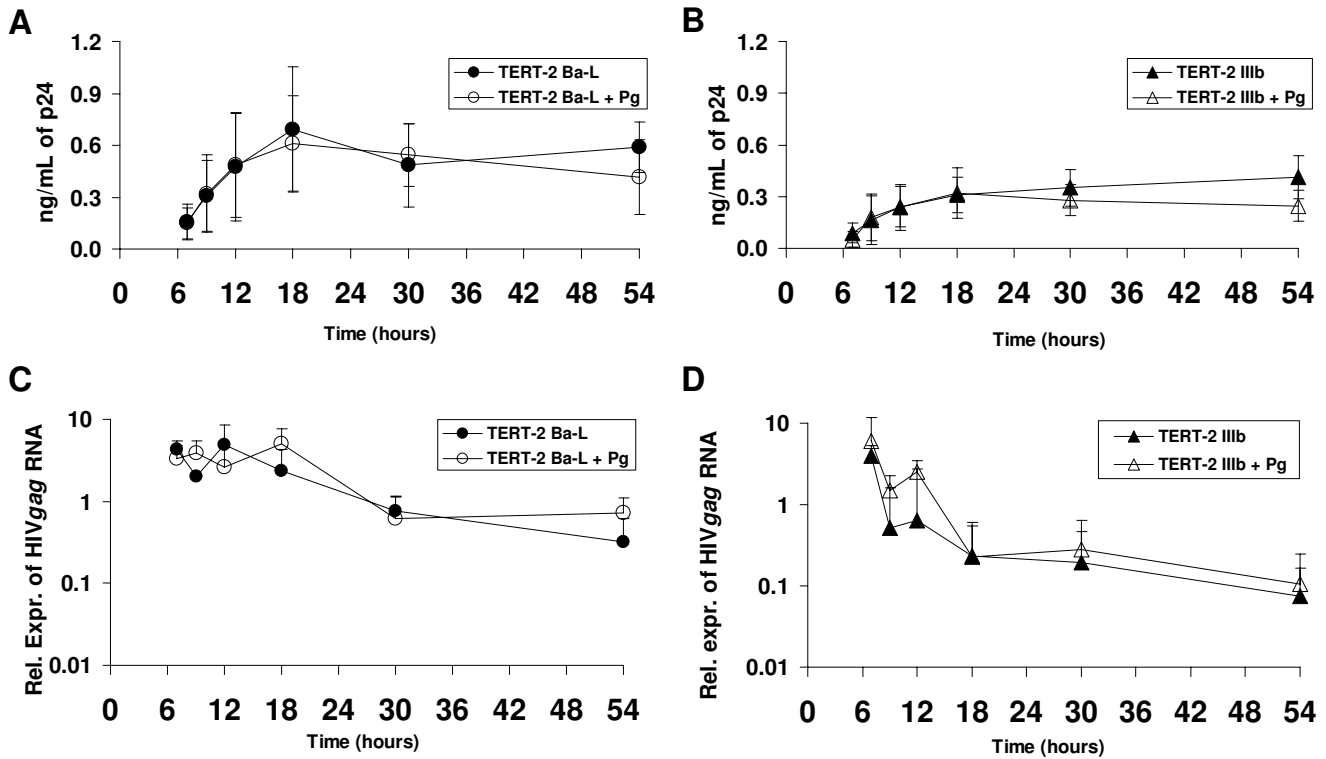 A
1.2
0.9
0.6
0.3
0.0
ng/mL of p24
TERT-2 Ba-L
TERT-2 Ba-L + Pg
0 6 12 18 24 30 36 42 48 54
Time (hours)
B
1.2
0.9
0.6
0.3
0.0
ng/mL of p24
TERT-2 IIIb
TERT-2 IIIb + Pg
0 6 12 18 24 30 36 42 48 54
Time (hours)
C
10
1
0.1
0.01
Rel. Expr. of HIVgag RNA
TERT-2 Ba-L
TERT-2 Ba-L + Pg
0 6 12 18 24 30 36 42 48 54
Time (hours)
D
10
1
0.1
0.01
Rel. expr. of HIVgag RNA
TERT-2 IIIb
TERT-2 IIIb + Pg
0 6 12 18 24 30 36 42 48 54
Time (hours)